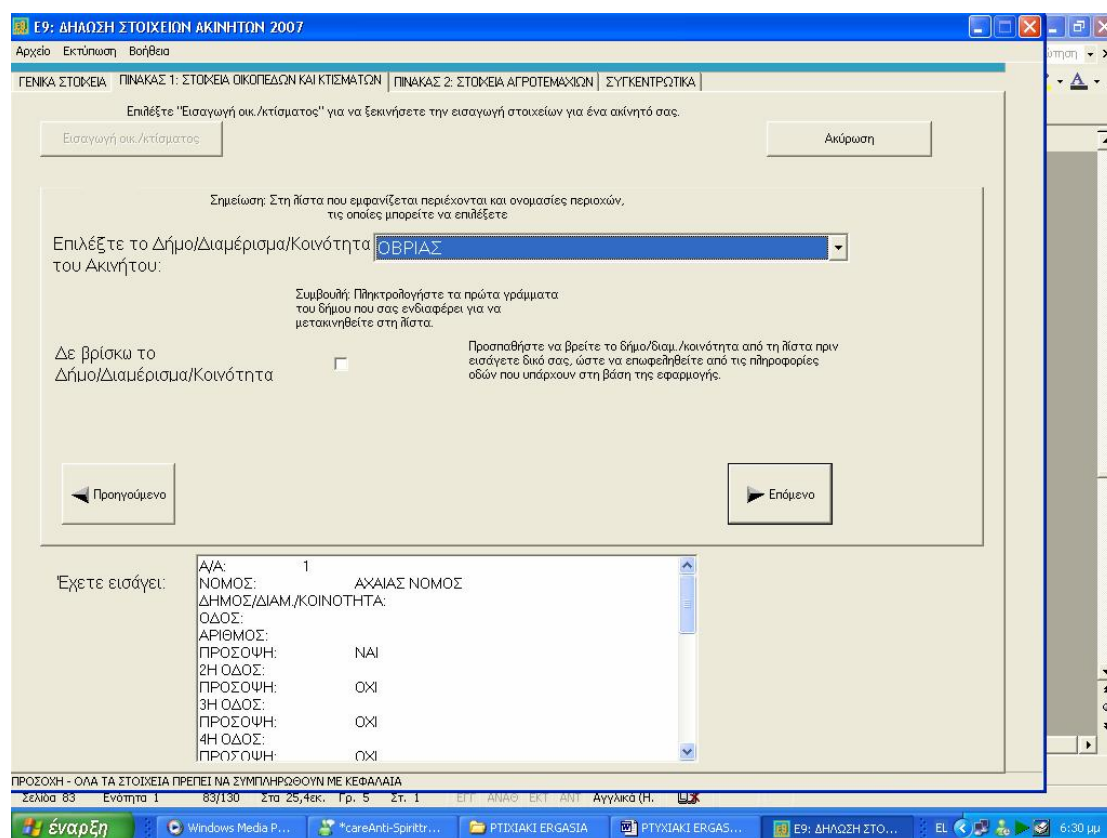 Ε9: ΔΗΛΩΣΗ ΣΤΟΙΧΕΙΩΝ ΑΚΙΝΗΤΩΝ 2007
Αρχείο Εκτύπωση Βοήθεια
ΓΕΝΙΚΑ ΣΤΟΙΧΕΙΑ ΠΙΝΑΚΑΣ 1: ΣΤΟΙΧΕΙΑ ΟΙΚΟΠΕΔΩΝ ΚΑΙ ΚΤΙΣΜΑΤΩΝ ΠΙΝΑΚΑΣ 2: ΣΤΟΙΧΕΙΑ ΑΓΡΟΤΕΜΑΧΙΩΝ ΣΥΓΚΕΝΤΡΩΤΙΚΑ
Επιλέξτε "Εισαγωγή οικ./κτίσματος" για να ξεκινήσετε την εισαγωγή στοιχείων για ένα ακίνητό σας.
Εισαγωγή οικ./κτίσματος
Ακύρωση
Σημείωση: Στη λίστα που εμφανίζεται περιέχονται και ονομασίες περιοχών,
τις οποίες μπορείτε να επιλέξετε
Επιλέξτε το Δήμο/Διαμέρισμα/Κοινότητα
του Ακινήτου:
ΟΒΡΙΑΣ
Συμβουλή: Πληκτρολογήστε τα πρώτα γράμματα
του δήμου που σας ενδιαφέρει για να
μετακινηθείτε στη λίστα.
Δε βρίσκω το
Δήμο/Διαμέρισμα/Κοινότητα
Προσπαθήστε να βρείτε το δήμο/διαμ./κοινότητα από τη λίστα πριν
εισάγετε δικό σας, ώστε να επωφεληθείτε από τις πληροφορίες
οδών που υπάρχουν στη βάση της εφαρμογής.
Προηγούμενο
Επόμενο
Έχετε εισάγει:
Α/Α: 1
ΝΟΜΟΣ: ΑΧΑΙΑΣ ΝΟΜΟΣ
ΔΗΜΟΣ/ΔΙΑΜ./ΚΟΙΝΟΤΗΤΑ:
ΟΔΟΣ:
ΑΡΙΘΜΟΣ:
ΠΡΟΣΟΨΗ: ΝΑΙ
2Η ΟΔΟΣ:
ΠΡΟΣΟΨΗ: ΟΧΙ
3Η ΟΔΟΣ:
ΠΡΟΣΟΨΗ: ΟΧΙ
4Η ΟΔΟΣ:
ΠΡΟΣΟΨΗ: ΟΧΙ
ΠΡΟΣΟΧΗ - ΟΛΑ ΤΑ ΣΤΟΙΧΕΙΑ ΠΡΕΠΕΙ ΝΑ ΣΥΜΠΛΗΡΩΘΟΥΝ ΜΕ ΚΕΦΑΛΑΙΑ
Σελίδα 83 Ενότητα 1 83/130 Στα 25,4εκ. Γρ. 5 Στ. 1 ΕΓΓ ΑΝΑΘ ΕΚΤ ΑΝΤ Αγγλικά (Η.
έναρξη Windows Media P... *careAnti-Spirittr... PTIXIAKI ERGASIA PTYXIAKI ERGAS... Ε9: ΔΗΛΩΣΗ ΣΤΟ... EL 6:30 μμ